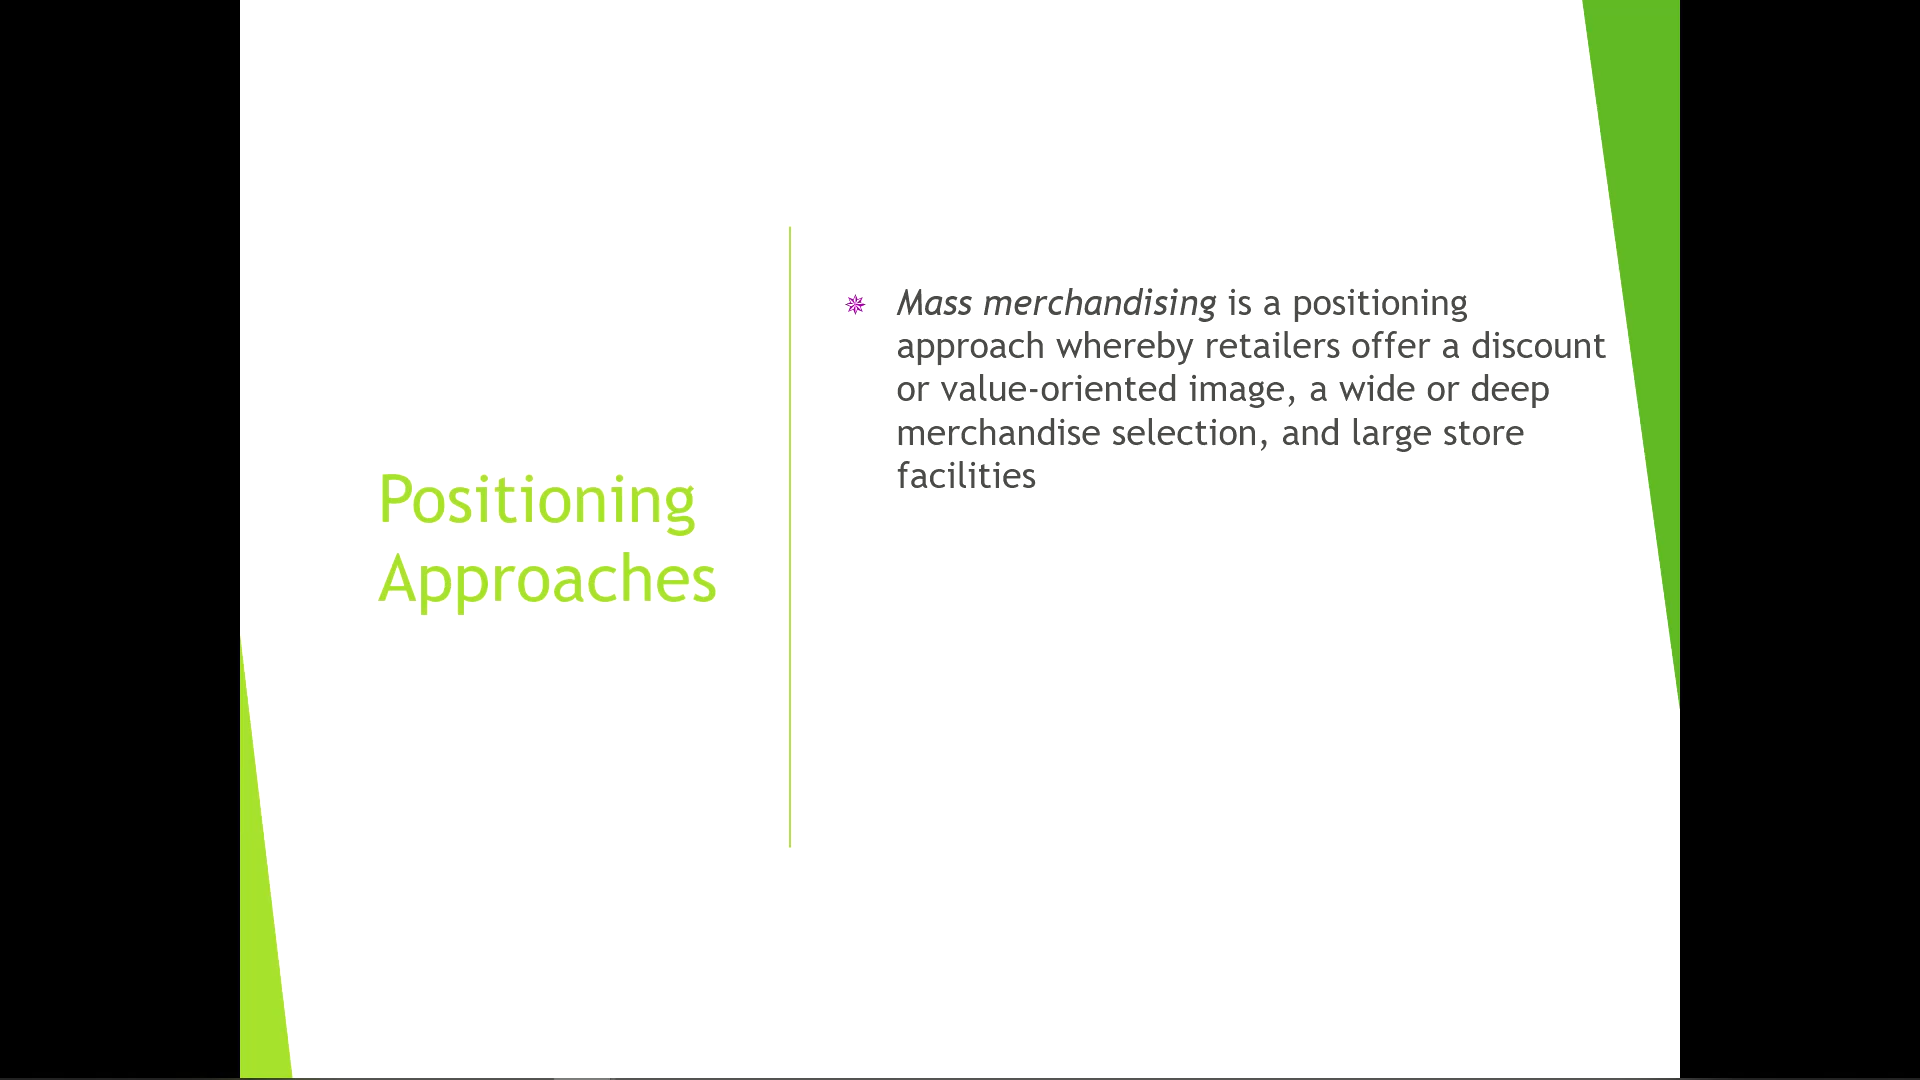 Positioning
Approaches
Mass merchandising is a positioning
approach whereby retailers offer a discount
or value-oriented image, a wide or deep
merchandise selection, and large store
facilities